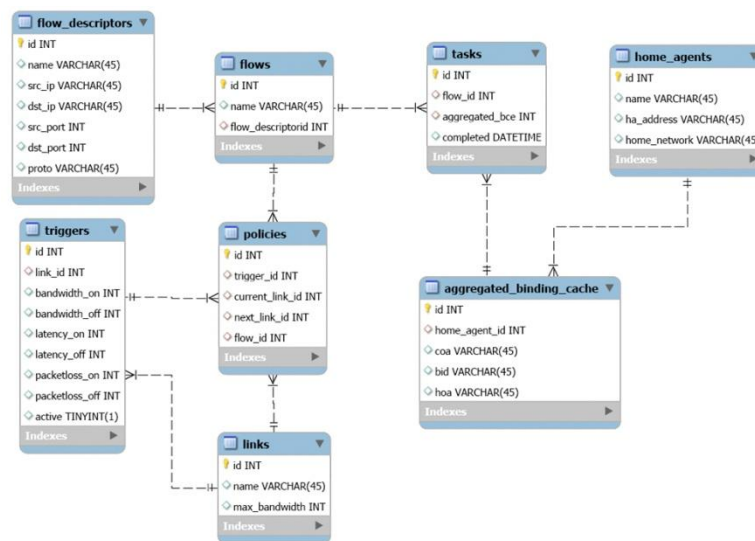 flow_descriptors
id INT
name VARCHAR(45)
src_ip VARCHAR(45)
dst_ip VARCHAR(45)
src_port INT
dst_port INT
proto VARCHAR(45)
Indexes
flows
id INT
name VARCHAR(45)
flow_descriptorid INT
Indexes
tasks
id INT
flow_id INT
aggregated_bce INT
completed DATETIME
Indexes
home_agents
id INT
name VARCHAR(45)
ha_address VARCHAR(45)
home_network VARCHAR(45
Indexes
triggers
id INT
link_id INT
bandwidth_on INT
bandwidth_off INT
latency_on INT
latency_off INT
packetloss_on INT
packetloss_off INT
active TINYINT(1)
Indexes
policies
id INT
trigger_id INT
current_link_id INT
next_link_id INT
flow_id INT
Indexes
aggregated_binding_cache
id INT
home_agent_id INT
coa VARCHAR(45)
bid VARCHAR(45)
hoa VARCHAR(45)
Indexes
links
id INT
name VARCHAR(45)
max_bandwidth INT
Indexes